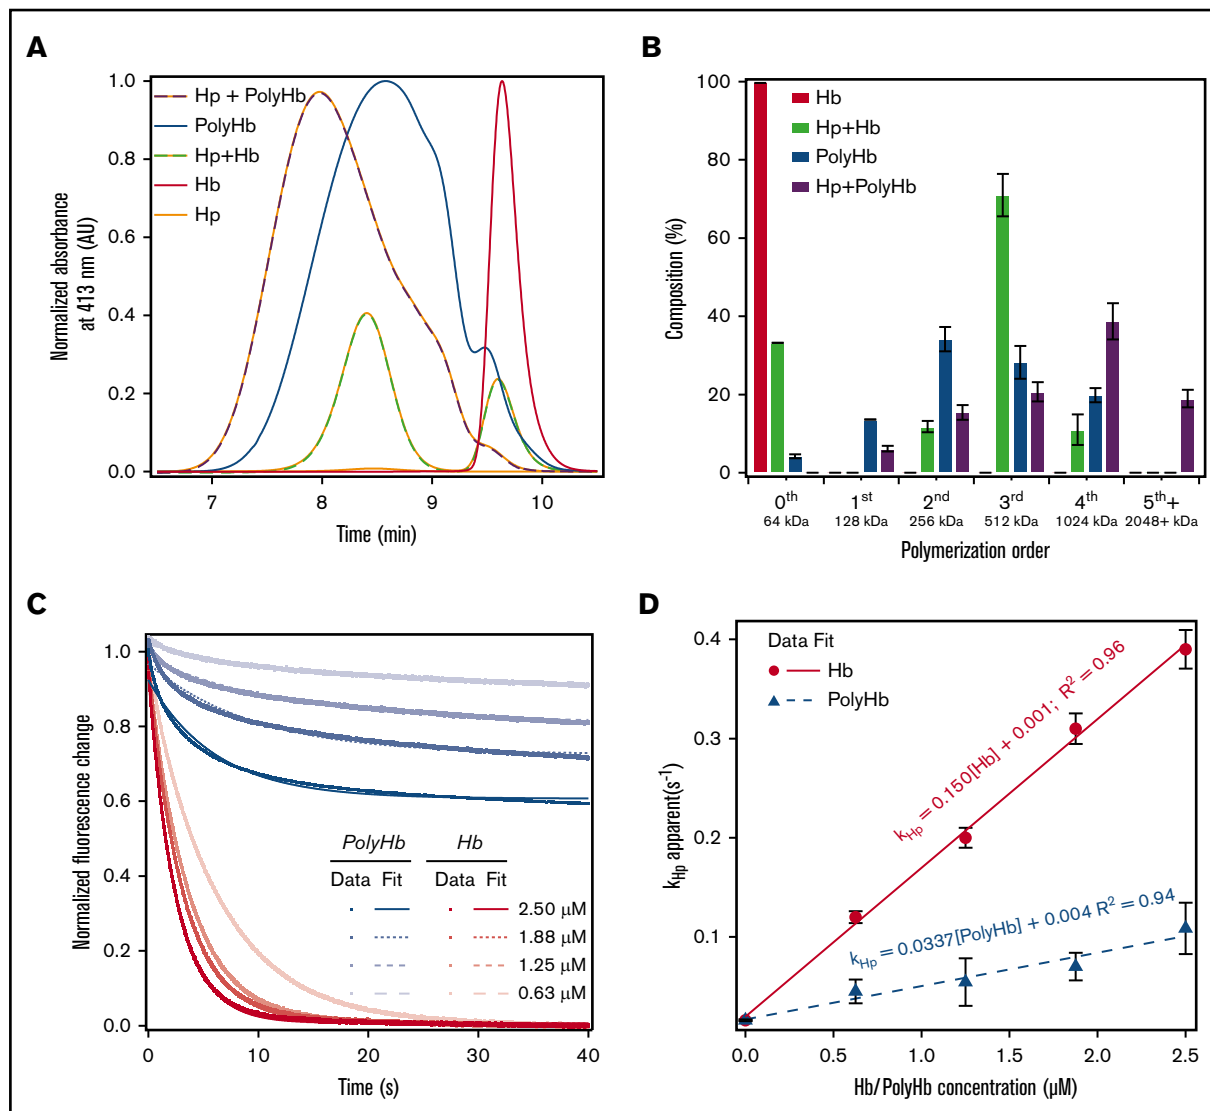 A
Normalized absorbance
at 413 nm (AU)
1.0
0.8
0.6
0.4
0.2
0.0
Hp + PolyHb
PolyHb
Hp+Hb
Hb
Hp
7
8
9
10
Time (min)
B
Composition (%)
100
80
60
40
20
0
Hb
Hp+Hb
PolyHb
Hp+PolyHb
0th 1st 2nd 3rd 4th 5th+
64 kDa 128 kDa 256 kDa 512 kDa 1024 kDa 2048+ kDa
Polymerization order
C
Normalized fluorescence change
1.0
0.8
0.6
0.4
0.2
0.0
PolyHb Hb
Data Fit Data Fit
2.50 μM
1.88 μM
1.25 μM
0.63 μM
0 10 20 30 40
Time (s)
D
kHp apparent(s-1)
0.4
0.3
0.2
0.1
Data Fit
Hb
PolyHb
kHp = 0.150[Hb] + 0.001; R2 = 0.96
kHp = 0.0337[PolyHb] + 0.004 R2 = 0.94
0.0 0.5 1.0 1.5 2.0 2.5
Hb/PolyHb concentration (μM)